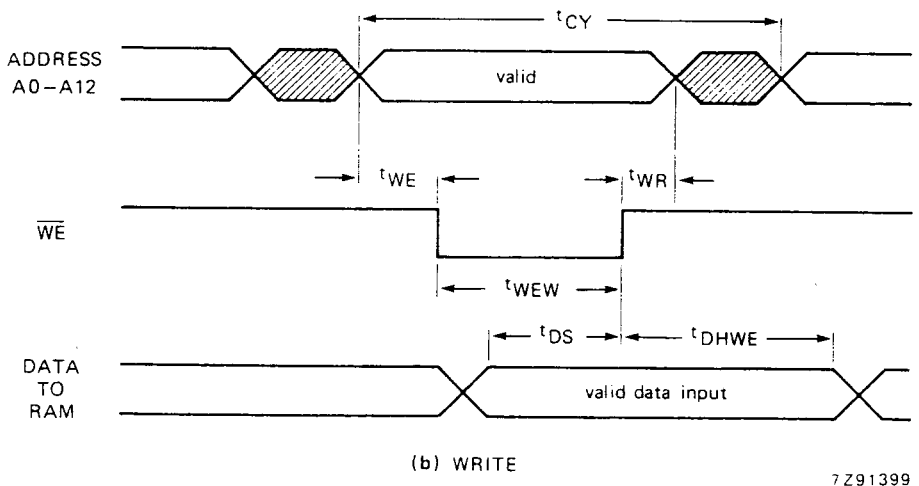 tCY
ADDRESS
A0-A12
valid
tWE
tWR
WE
tWEW
tDS
tDHWE
DATA
TO
RAM
valid data input
(b) WRITE
7Z91399